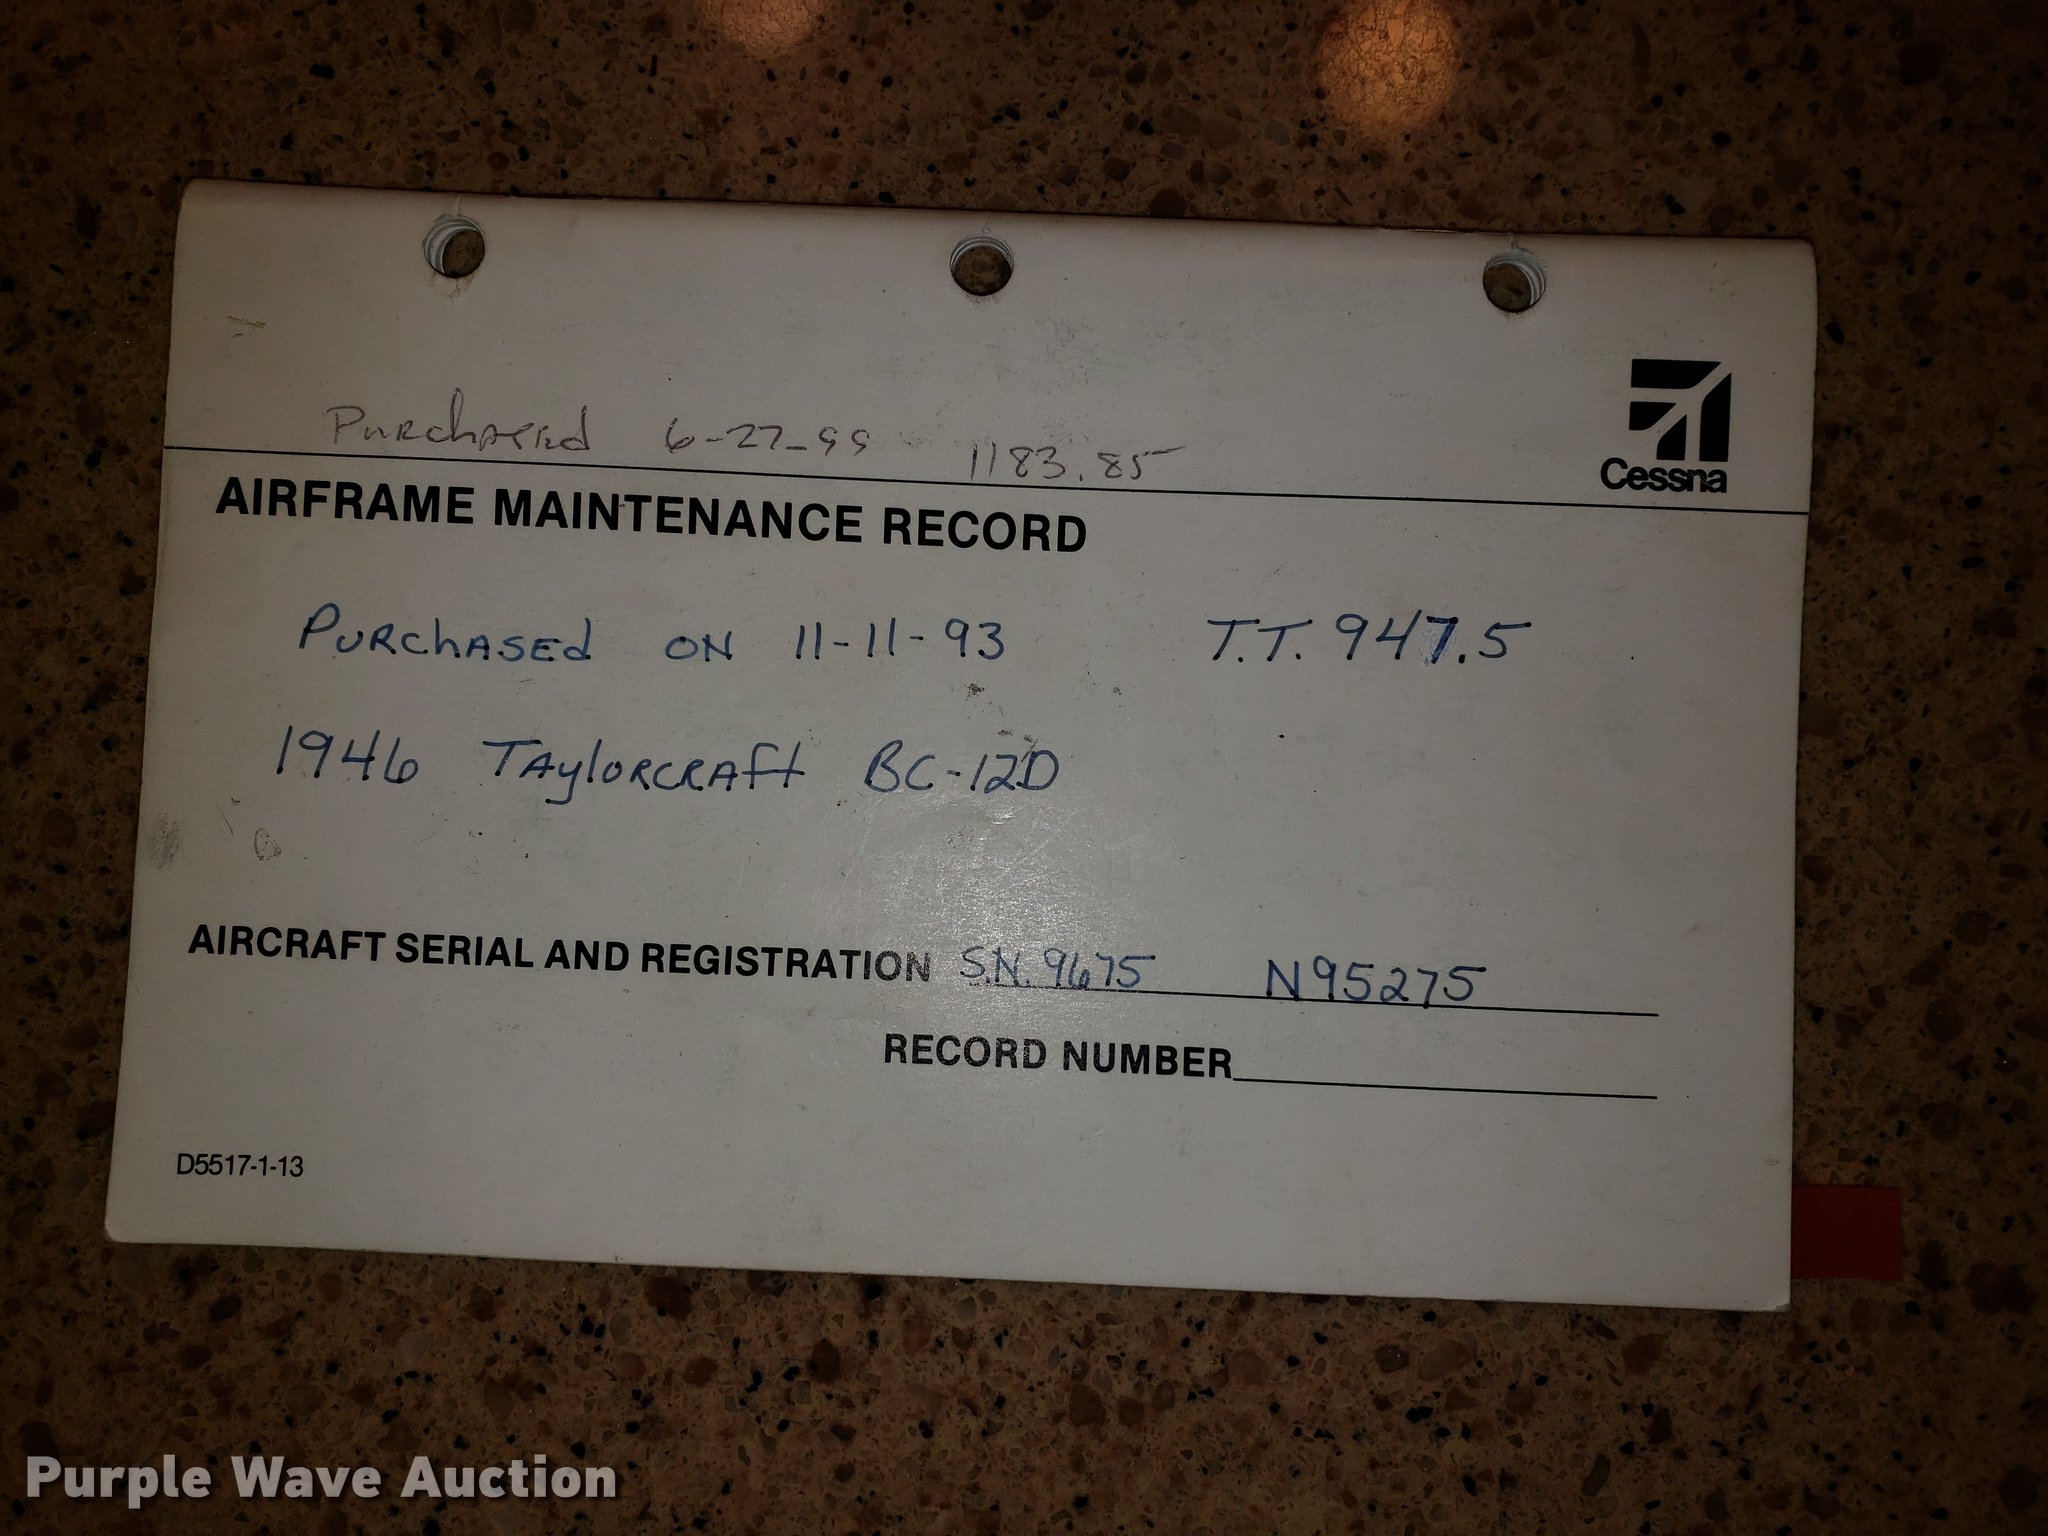 Purchased 6-27-99 1183.85
Cessna
AIRFRAME MAINTENANCE RECORD
PURChASEd ON 11-11-93 T.T. 947.5
1946 TAylORCRAft BC-12D
AIRCRAFT SERIAL AND REGISTRATION S.N. 9675 N95275
RECORD NUMBER
D5517-1-13
Purple Wave Auction